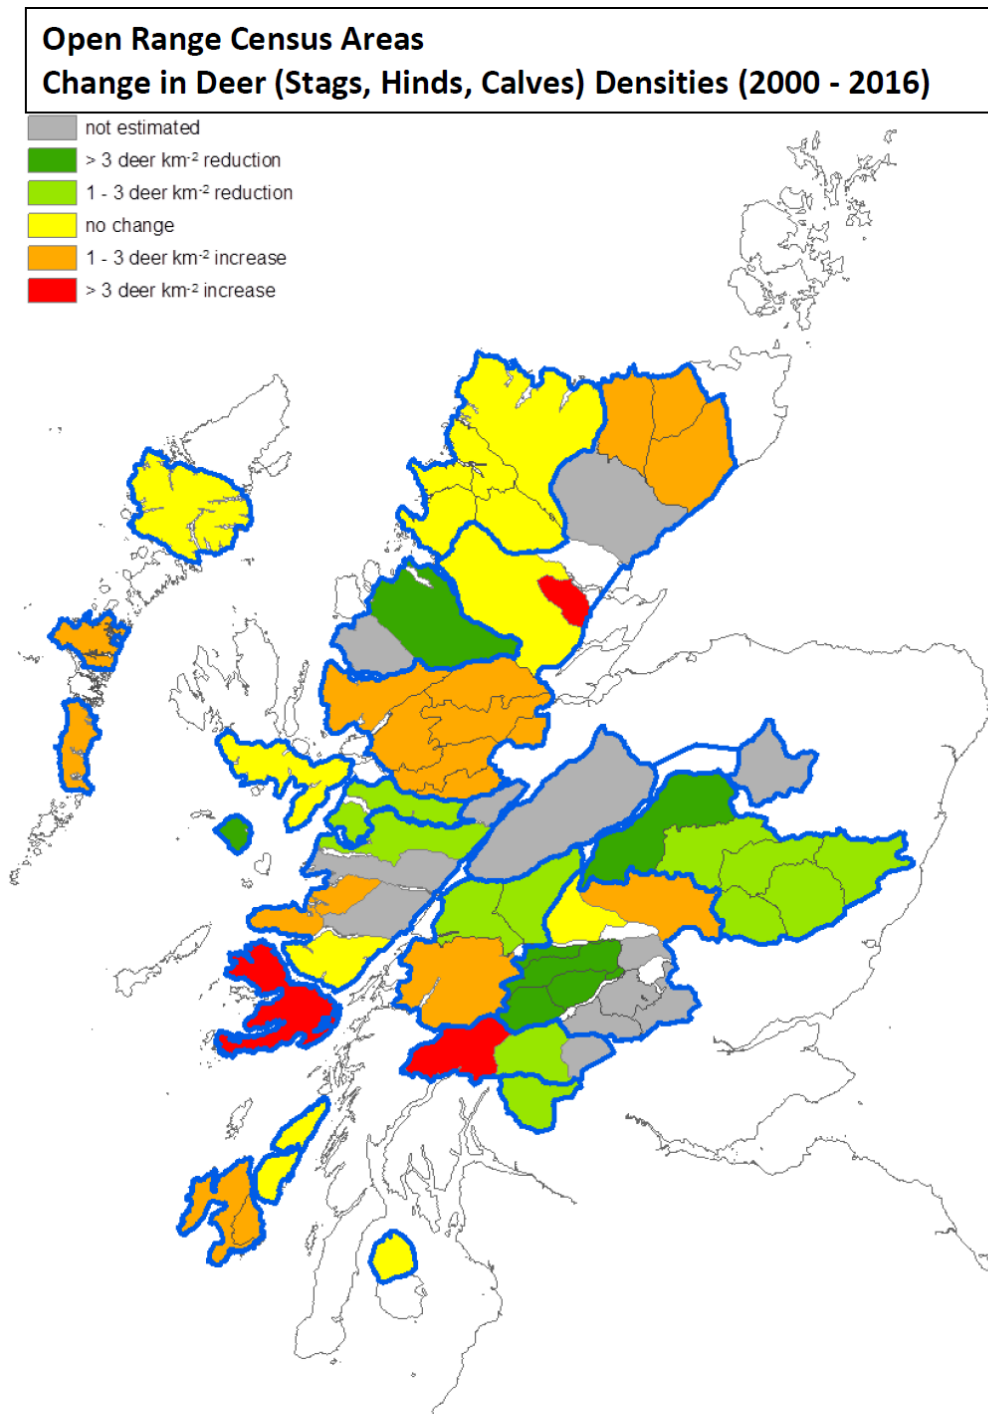 Open Range Census Areas
Change in Deer (Stags, Hinds, Calves) Densities (2000 - 2016)
not estimated
> 3 deer km-2 reduction
1 - 3 deer km-2 reduction
no change
1 - 3 deer km-2 increase
> 3 deer km-2 increase